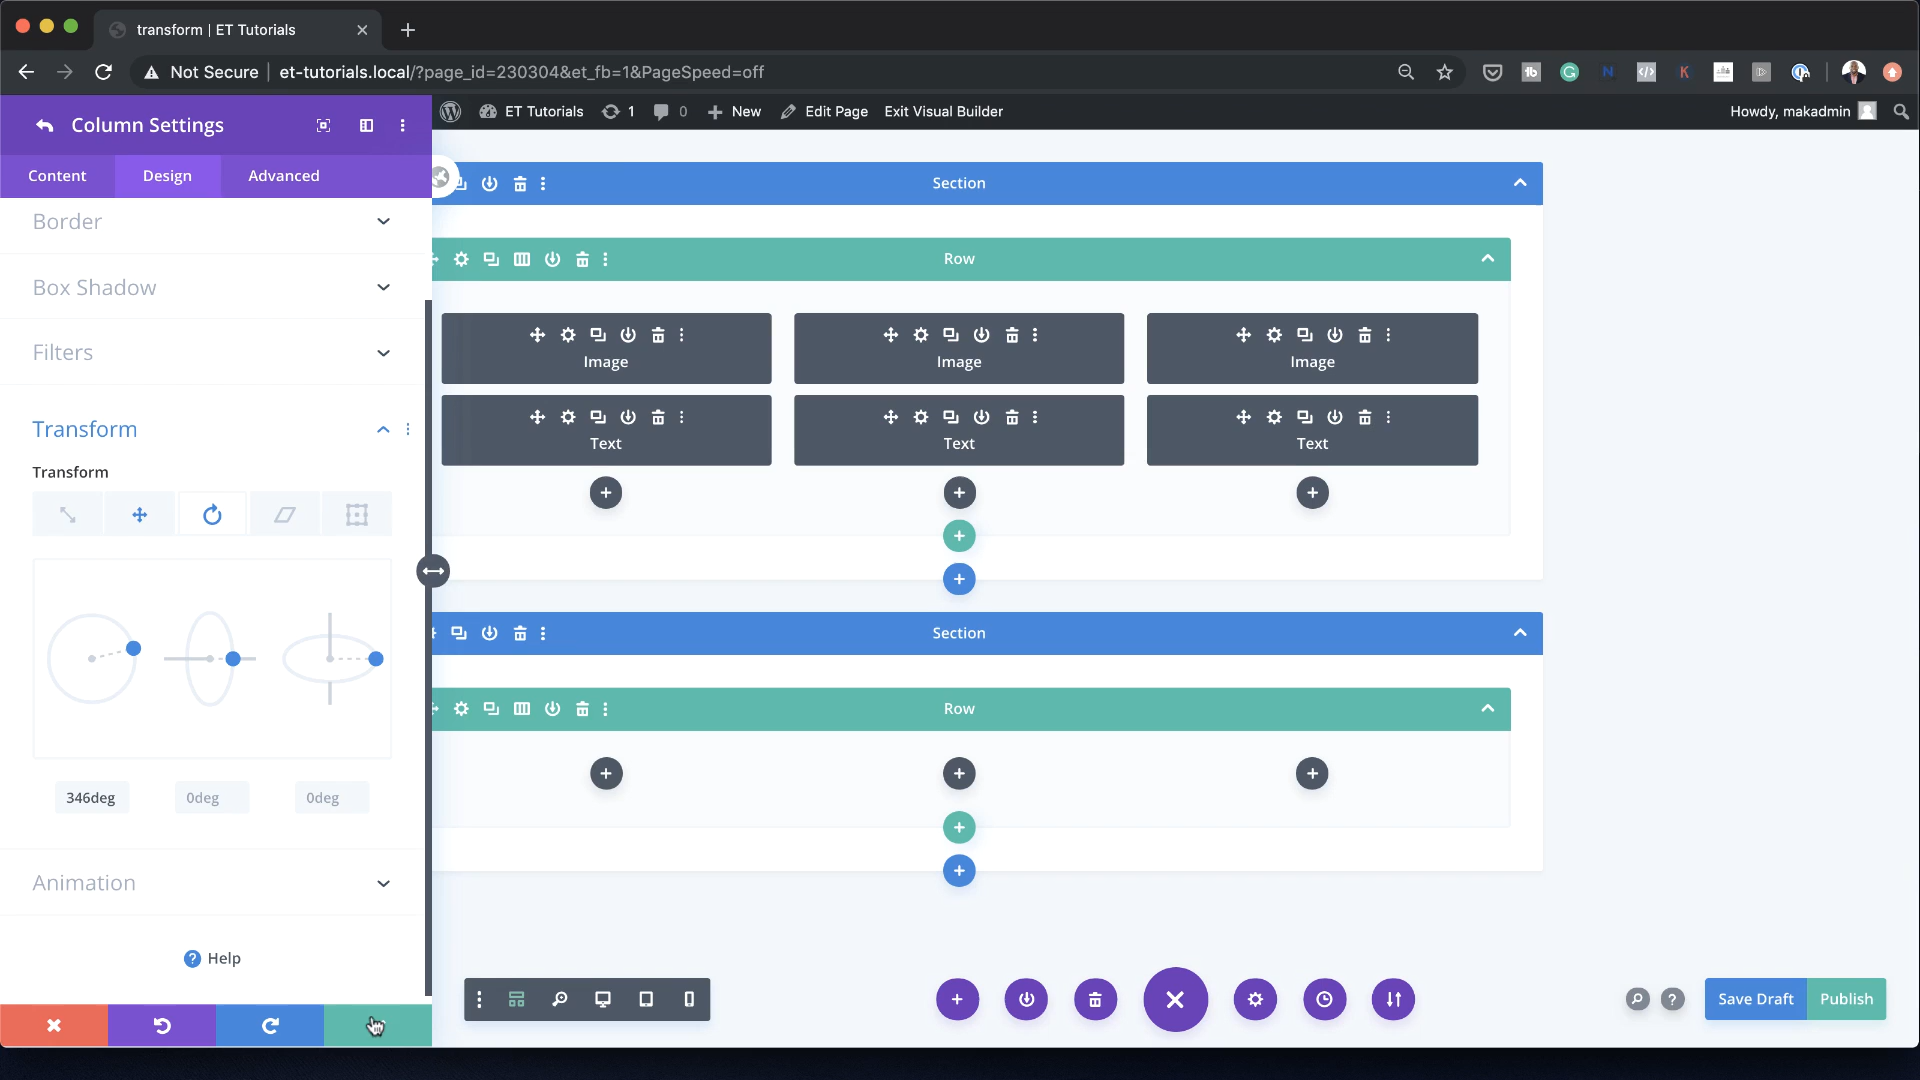 transform | ET Tutorials
Not Secure
et-tutorials.local/?page_id=230304&et_fb=1&PageSpeed=off
ET Tutorials
1
0
New
Edit Page
Exit Visual Builder
Howdy, makadmin
Column Settings
Content
Design
Advanced
Border
Box Shadow
Filters
Transform
Transform
346deg
0deg
0deg
Animation
Help
Section
Row
Image
Image
Image
Text
Text
Text
Section
Row
Save Draft
Publish